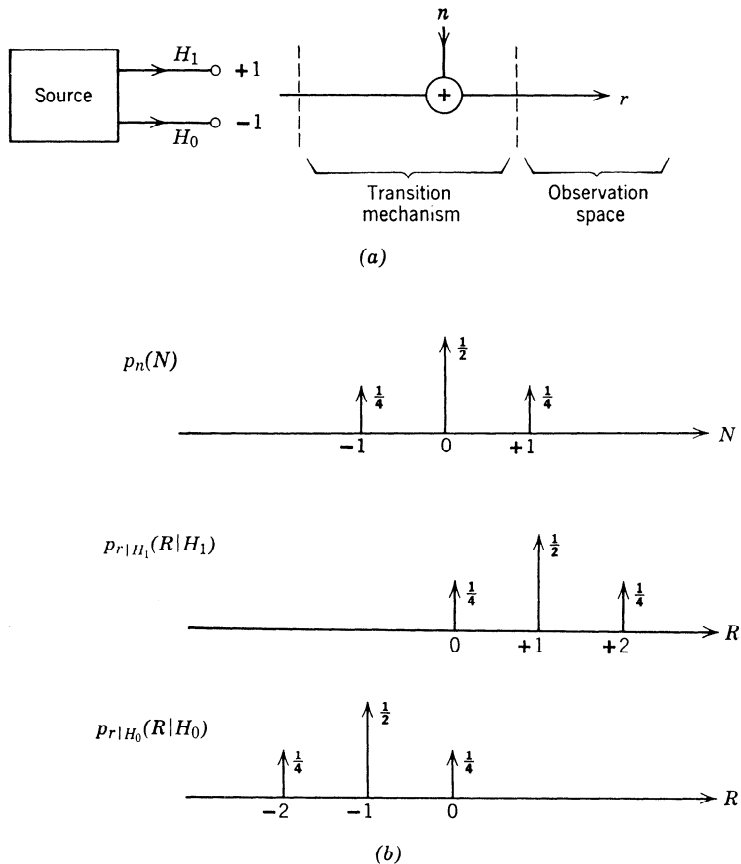 n
H₁
+1
Source
+
r
-1
H₀
Transition
mechanism
Observation
space
(a)
pₙ(N)
1/4
1/2
1/4
-1
0
+1
N
p_{r|H₁}(R|H₁)
1/4
1/2
1/4
0
+1
+2
R
p_{r|H₀}(R|H₀)
1/4
1/2
1/4
-2
-1
0
R
(b)